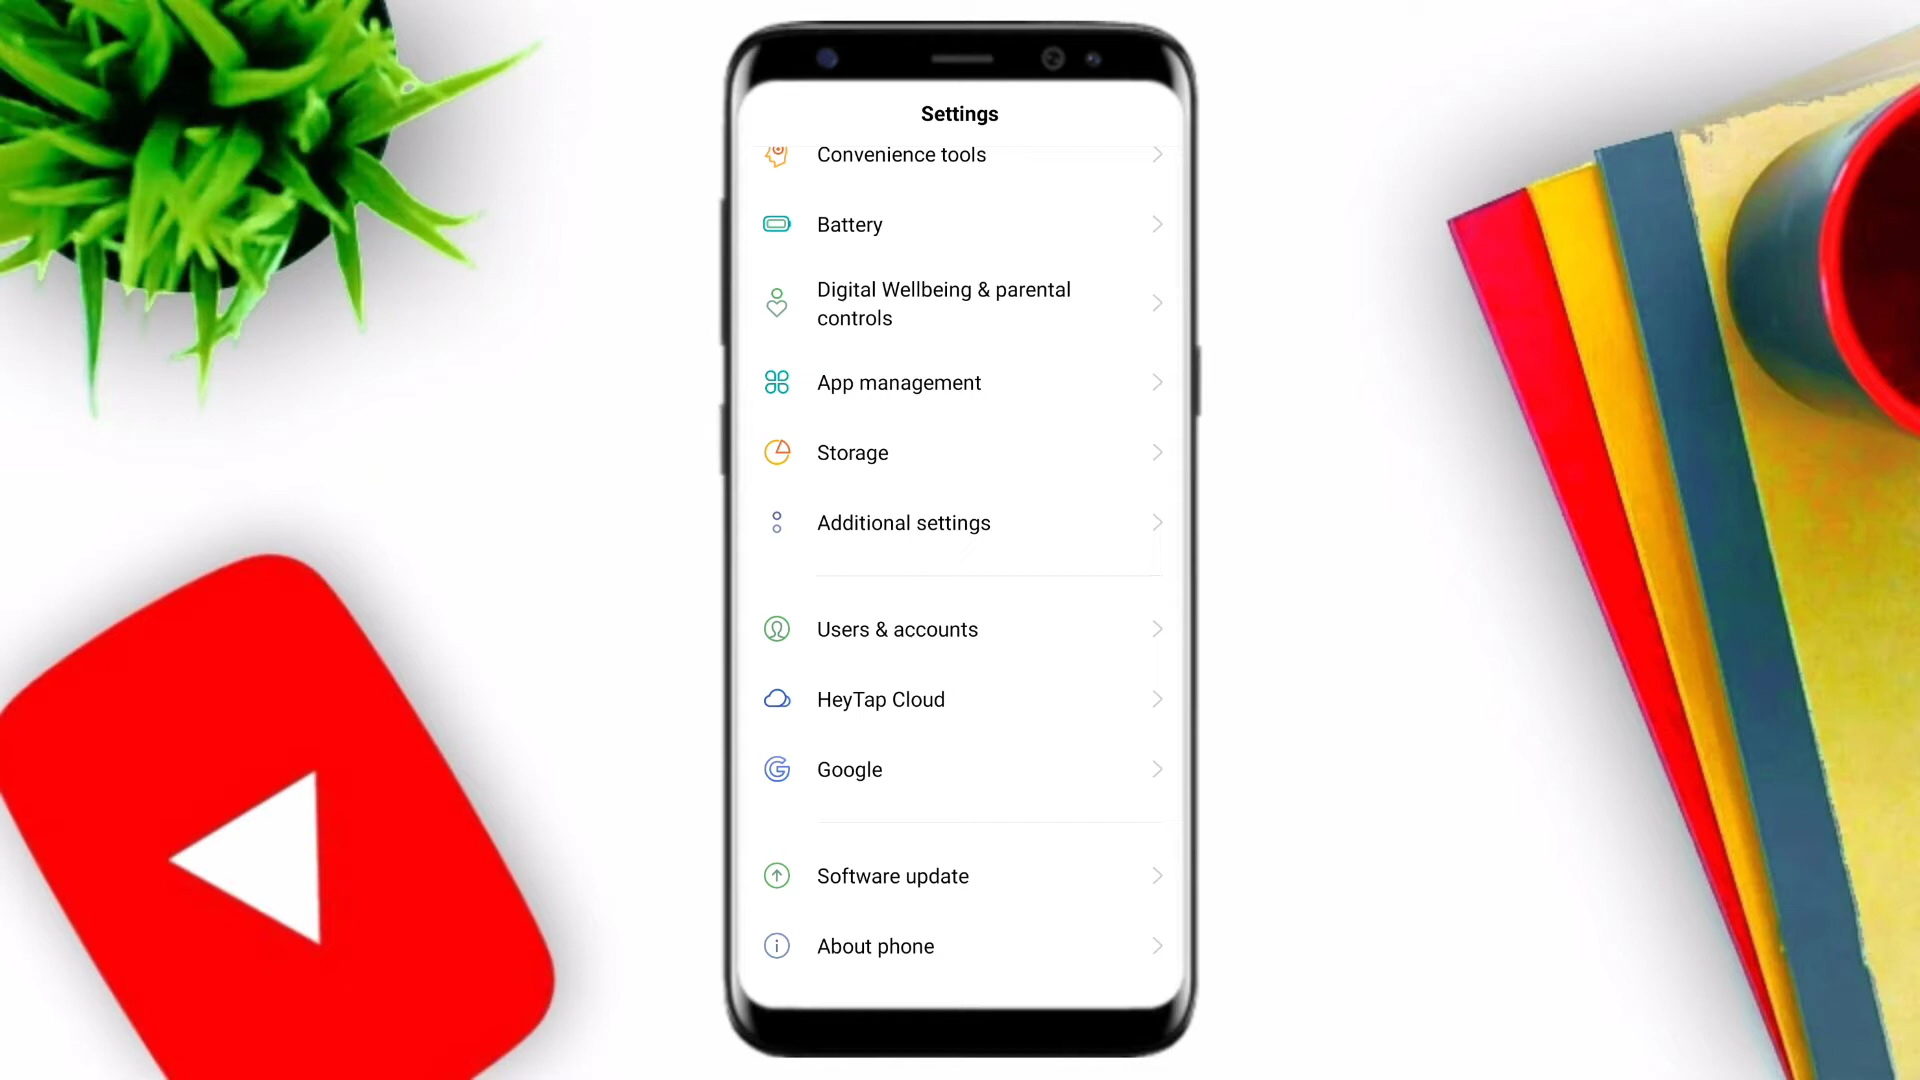 Settings
Convenience tools
Battery
Digital Wellbeing & parental
controls
App management
Storage
Additional settings
Users & accounts
HeyTap Cloud
Google
Software update
About phone